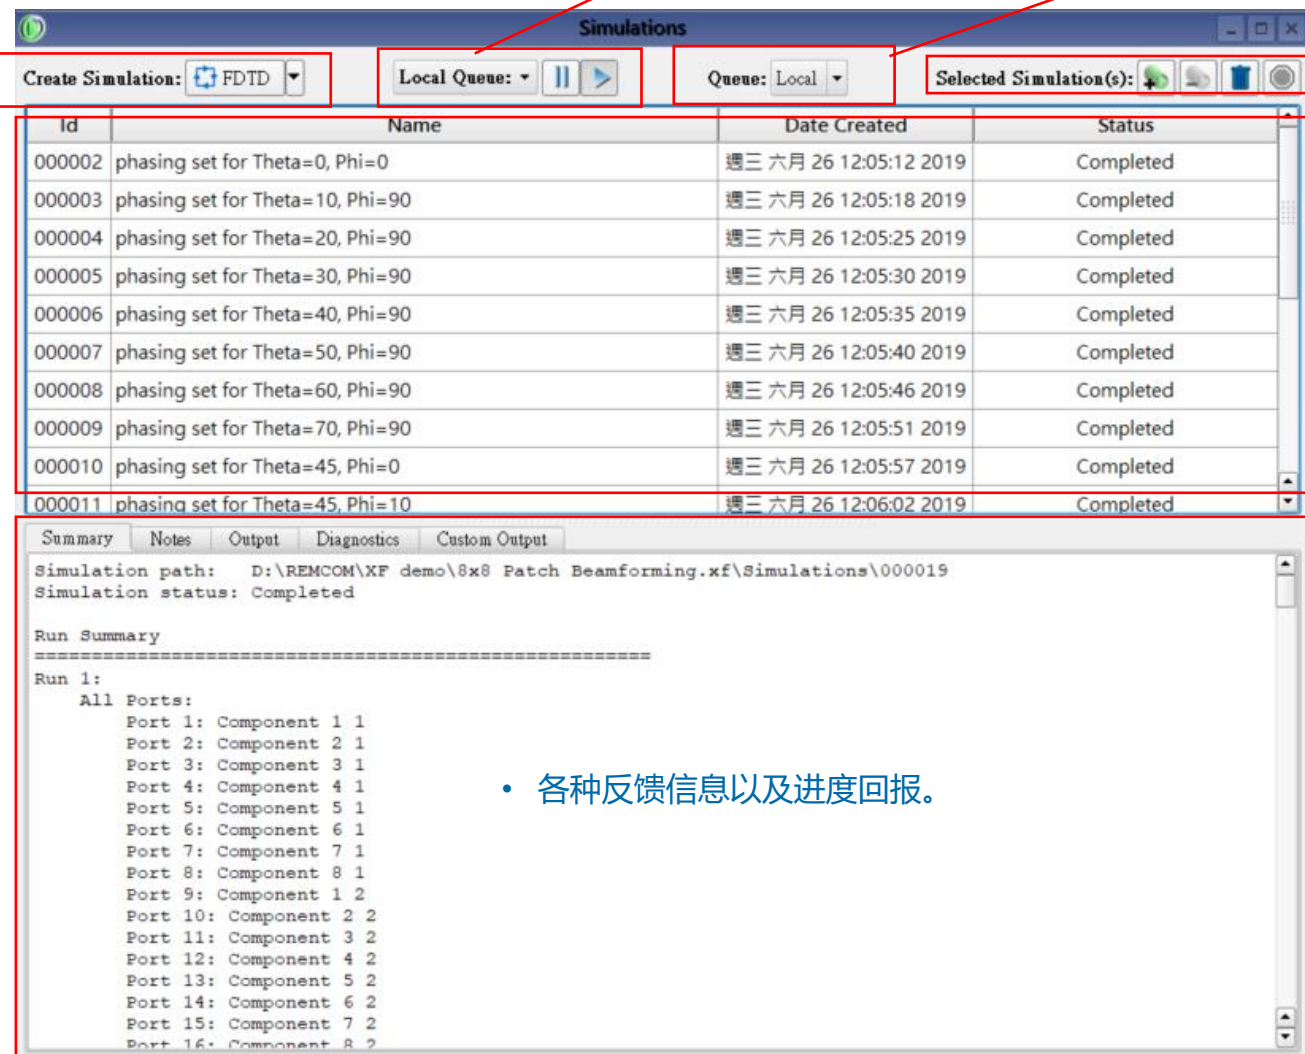 Simulations
Create Simulation: FDTD Local Queue: Queue: Local Selected Simulation(s):
Id Name Date Created Status
000002 phasing set for Theta=0, Phi=0 週三 六月 26 12:05:12 2019 Completed
000003 phasing set for Theta=10, Phi=90 週三 六月 26 12:05:18 2019 Completed
000004 phasing set for Theta=20, Phi=90 週三 六月 26 12:05:25 2019 Completed
000005 phasing set for Theta=30, Phi=90 週三 六月 26 12:05:30 2019 Completed
000006 phasing set for Theta=40, Phi=90 週三 六月 26 12:05:35 2019 Completed
000007 phasing set for Theta=50, Phi=90 週三 六月 26 12:05:40 2019 Completed
000008 phasing set for Theta=60, Phi=90 週三 六月 26 12:05:46 2019 Completed
000009 phasing set for Theta=70, Phi=90 週三 六月 26 12:05:51 2019 Completed
000010 phasing set for Theta=45, Phi=0 週三 六月 26 12:05:57 2019 Completed
000011 phasing set for Theta=45, Phi=10 週三 六月 26 12:06:02 2019 Completed
Summary Notes Output Diagnostics Custom Output
Simulation path: D:\REMCOM\XF demo\8x8 Patch Beamforming.xf\Simulations\000019
Simulation status: Completed
Run Summary
======================================================
Run 1:
All Ports:
Port 1: Component 1 1
Port 2: Component 2 1
Port 3: Component 3 1
Port 4: Component 4 1
Port 5: Component 5 1
Port 6: Component 6 1
Port 7: Component 7 1
Port 8: Component 8 1
Port 9: Component 1 2
Port 10: Component 2 2
Port 11: Component 3 2
Port 12: Component 4 2
Port 13: Component 5 2
Port 14: Component 6 2
Port 15: Component 7 2
Port 16: Component 8 2
• 各种反馈信息以及进度回报。